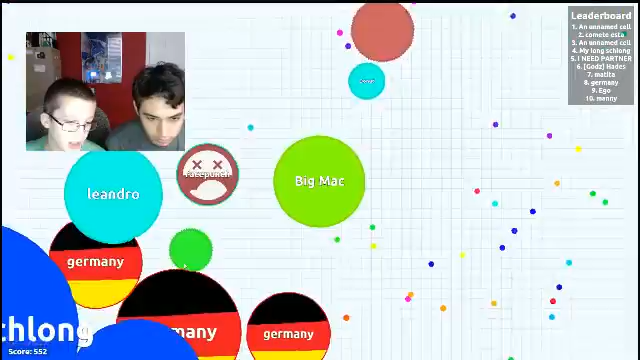 Leaderboard
1. An unnamed cell
2. cometo esta
3. An unnamed cell
4. My long schlong
5. I NEED PARTNER
6. [Godz] Hades
7. matita
8. germany
9. Ego
10. manny
facepunch
leandro
Big Mac
germany
many
germany
chlong
Score: 552